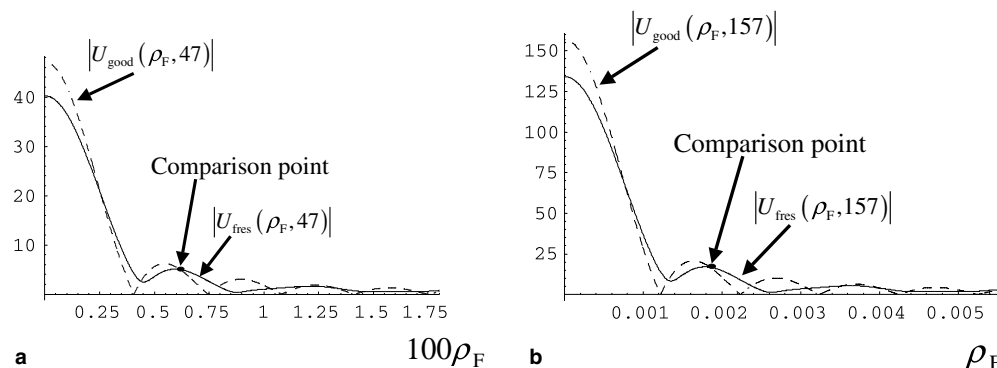 |U_good (ρ_F, 47)|
40
30
20
10
Comparison point
|U_fres (ρ_F, 47)|
0.25 0.5 0.75 1 1.25 1.5 1.75
a
100ρ_F
|U_good (ρ_F, 157)|
150
125
100
75
50
25
Comparison point
|U_fres (ρ_F, 157)|
0.001 0.002 0.003 0.004 0.005
b
ρ_F